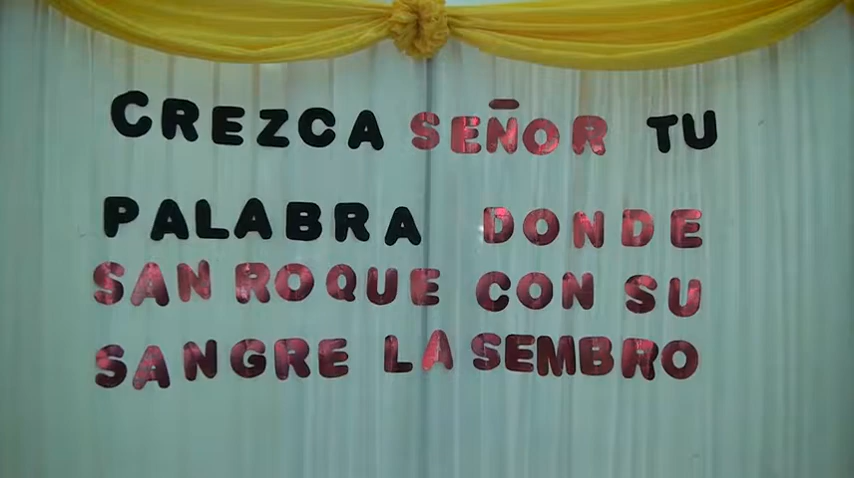 CREZCA SEÑOR TU
PALABRA DONDE
SAN ROQUE CON SU
SANGRE LA SEMBRO